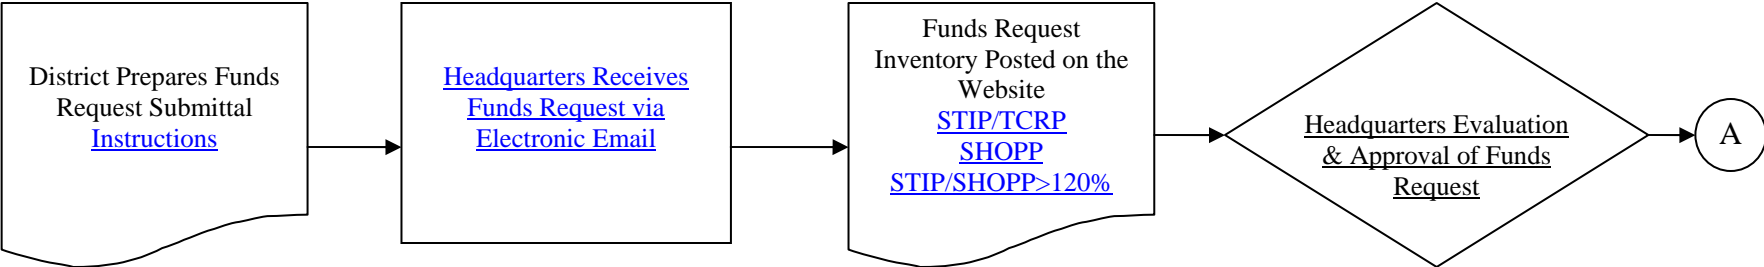 District Prepares Funds
Request Submittal
Instructions
Headquarters Receives
Funds Request via
Electronic Email
Funds Request
Inventory Posted on the
Website
STIP/TCRP
SHOPP
STIP/SHOPP>120%
Headquarters Evaluation
& Approval of Funds
Request
A